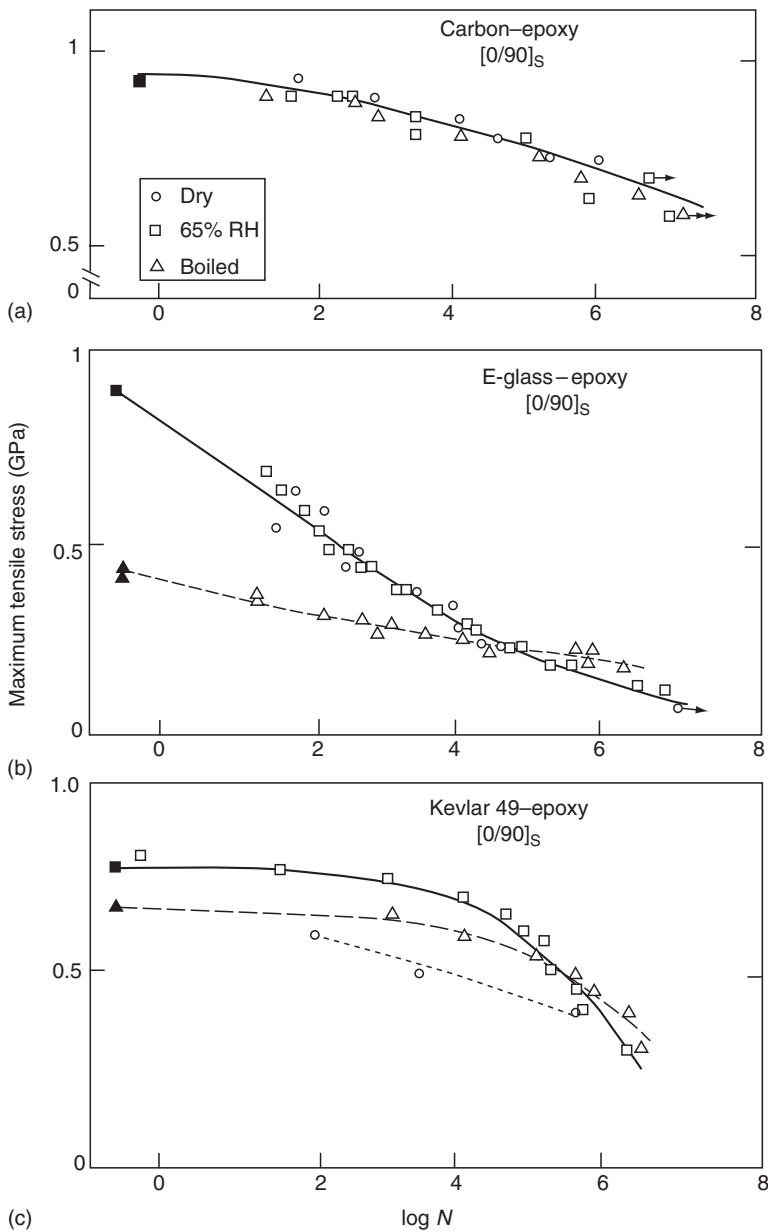 Carbon–epoxy
[0/90]S
1
Dry
65% RH
Boiled
0.5
0
(a)
0 2 4 6 8
1
E-glass–epoxy
[0/90]S
0.5
0
(b)
0 2 4 6 8
Maximum tensile stress (GPa)
1.0
Kevlar 49–epoxy
[0/90]S
0.5
0
(c)
0 2 4 6 8
log N